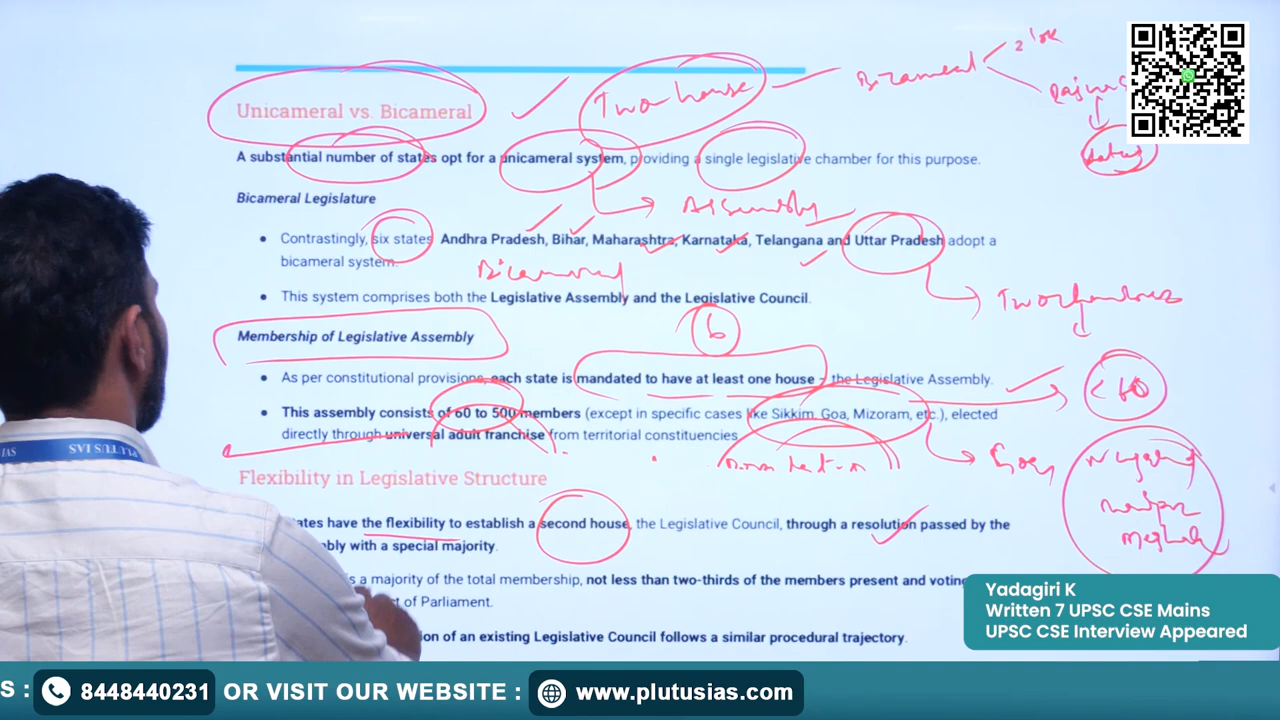 Unicameral vs. Bicameral
Two-house
Bicameral
A substantial number of states opt for a unicameral system, providing a single legislative chamber for this purpose.
Bicameral Legislature
Assembly
Contrastingly, six states Andhra Pradesh, Bihar, Maharashtra, Karnataka, Telangana and Uttar Pradesh adopt a
bicameral system.
Bicameral
This system comprises both the Legislative Assembly and the Legislative Council.
6
Membership of Legislative Assembly
As per constitutional provisions, each state is mandated to have at least one house - the Legislative Assembly.
< 60
This assembly consists of 60 to 500 members (except in specific cases like Sikkim, Goa, Mizoram, etc.), elected
directly through universal adult franchise from territorial constituencies.
Goa
Flexibility in Legislative Structure
ates have the flexibility to establish a second house, the Legislative Council, through a resolution passed by the
bly with a special majority.
s a majority of the total membership, not less than two-thirds of the members present and voting
ct of Parliament.
ion of an existing Legislative Council follows a similar procedural trajectory.
PLUTUS IAS
Yadagiri K
Written 7 UPSC CSE Mains
UPSC CSE Interview Appeared
S : 8448440231 OR VISIT OUR WEBSITE : www.plutusias.com